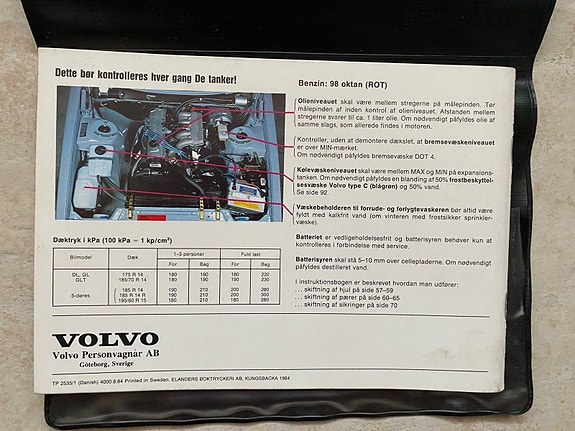 Dette bør kontrolleres hver gang De tanker!
Benzin: 98 oktan (ROT)
Olieniveauet skal være mellem stregerne på målepinden. Tør
målepinden af inden kontrol af olieniveauet. Afstanden mellem
stregerne svarer til ca. 1 liter olie. Om nødvendigt påfyldes olie af
samme slags, som allerede findes i motoren.
Kontroller, uden at demontere dækslet, at bremsevæskeniveauet
er over MIN-mærket.
Om nødvendigt påfyldes bremsevæske DOT 4.
Kølevæskeniveauet skal være mellem MAX og MIN på expansions-
tanken. Om nødvendigt påfyldes en blanding af 50% frostbeskyttel-
sesvæske Volvo type C (blågrøn) og 50% vand.
Se side 92.
Væskebeholderen til forrude- og forlygtevaskeren bør altid være
fyldt med kalkfrit vand (om vinteren med frostsikker sprinkler-
væske).
Batteriet er vedligeholdelsesfrit og batterisyren behøver kun at
kontrolleres i forbindelse med service.
Batterisyren skal stå 5–10 mm over cellepladerne. Om nødvendigt
påfyldes destilleret vand.
I instruktionsbogen er beskrevet hvordan man udfører:
... skiftning af hjul på side 57–59
... skiftning af pærer på side 60–65
... skiftning af sikringer på side 70
Dæktryk i kPa (100 kPa – 1 kp/cm²)
Bilmodel Dæk 1–3 personer Fuld last
For Bag For Bag
DL, GL 175 R 14 180 190 180 230
GLT 185/70 R 14 180 190 180 230
185 R 14 190 210 200 280
5-døres 185 R 14 R 190 210 200 300
195/60 R 15 180 210 180 280
VOLVO
Volvo Personvagnar AB
Göteborg, Sverige
TP 2535/1 (Danish) 4000.8.84 Printed in Sweden. ELANDERS BOKTRYCKERI AB, KUNGSBACKA 1984